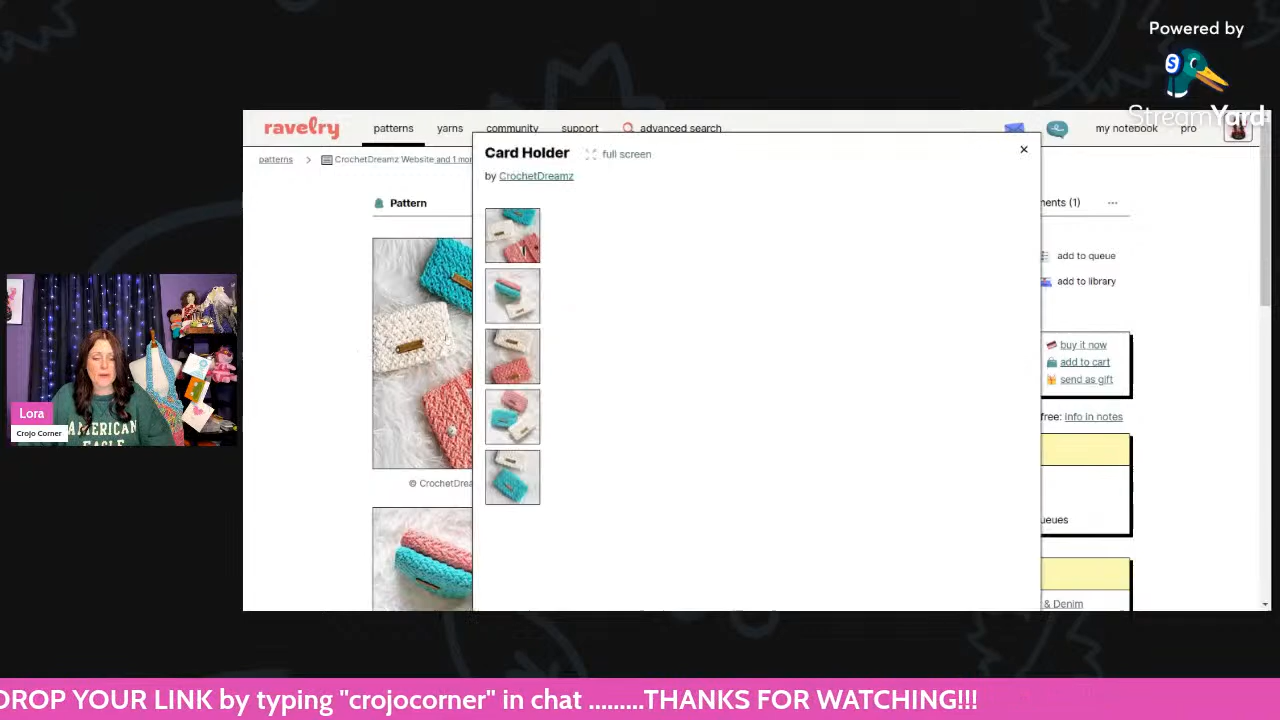 Powered by
StreamYard
ravelry
patterns
yarns
community
support
advanced search
my notebook
pro
patterns
CrochetDreamz Website and 1 mor
Card Holder
full screen
by CrochetDreamz
Pattern
ments (1)
add to queue
add to library
buy it now
add to cart
send as gift
free: info in notes
© CrochetDrea
ueues
& Denim
Lora
Crojo Corner
AMERICAN
EAGLE
DROP YOUR LINK by typing "crojocorner" in chat .........THANKS FOR WATCHING!!!